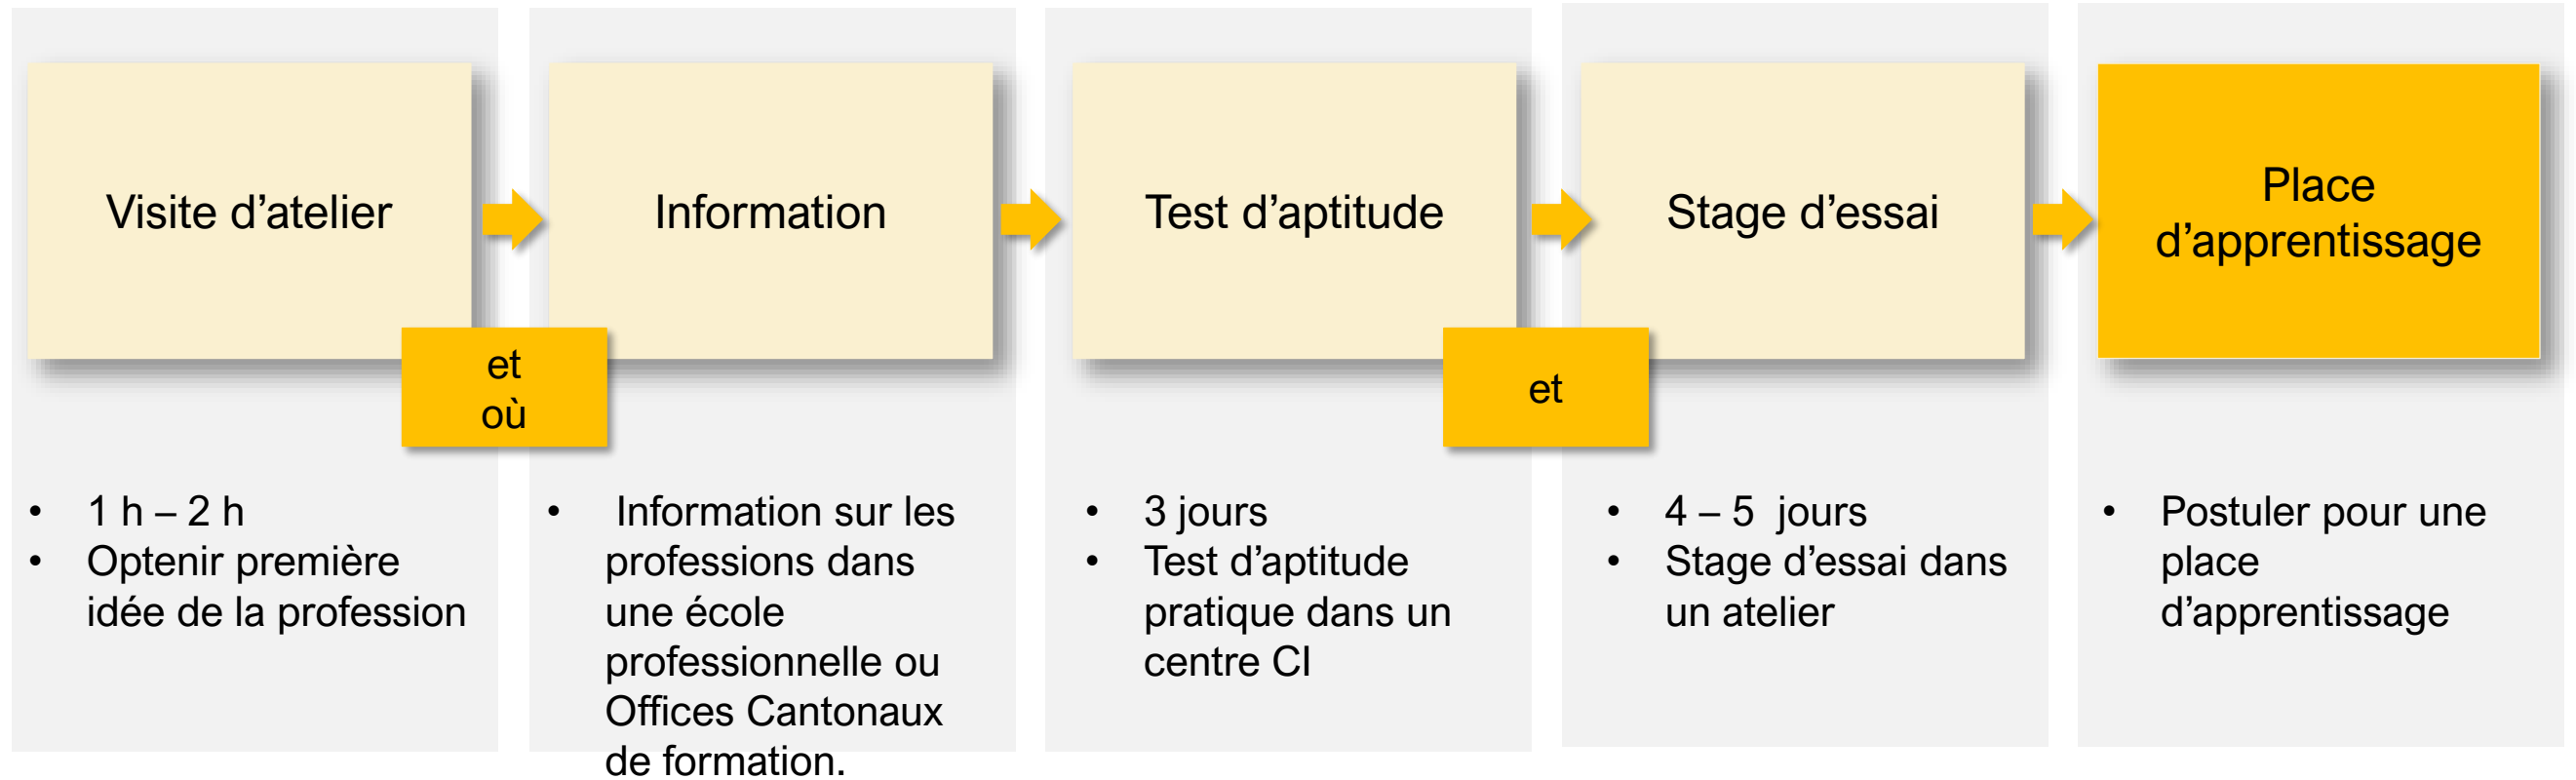 Visite d’atelier
Information
Test d’aptitude
Stage d’essai
Place
d’apprentissage
et
où
et
• 1 h – 2 h
• Optenir première
idée de la profession
• Information sur les
professions dans
une école
professionnelle ou
Offices Cantonaux
de formation.
• 3 jours
• Test d’aptitude
pratique dans un
centre CI
• 4 – 5 jours
• Stage d’essai dans
un atelier
• Postuler pour une
place
d’apprentissage